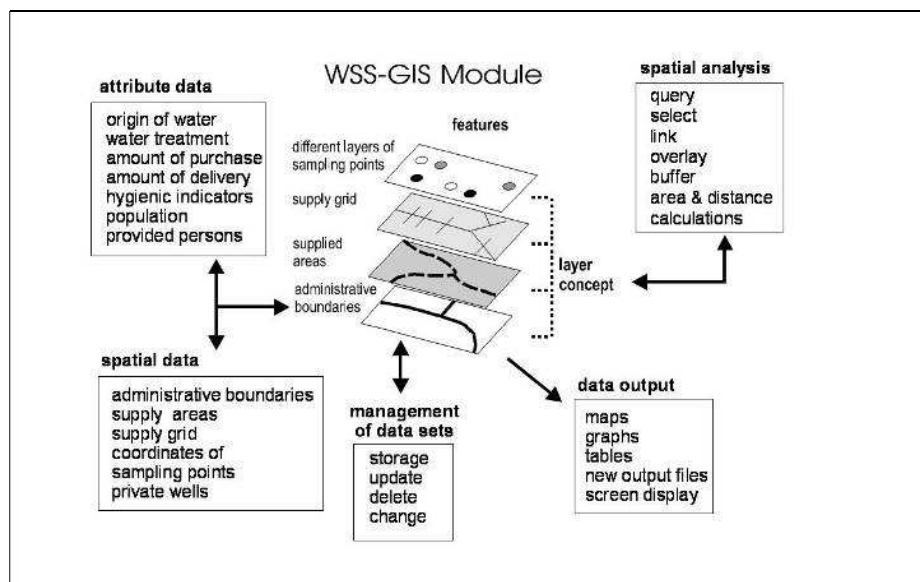 WSS-GIS Module
attribute data
origin of water
water treatment
amount of purchase
amount of delivery
hygienic indicators
population
provided persons
features
different layers of
sampling points
supply grid
supplied
areas
administrative
boundaries
layer
concept
spatial analysis
query
select
link
overlay
buffer
area & distance
calculations
spatial data
administrative boundaries
supply areas
supply grid
coordinates of
sampling points
private wells
management
of data sets
storage
update
delete
change
data output
maps
graphs
tables
new output files
screen display